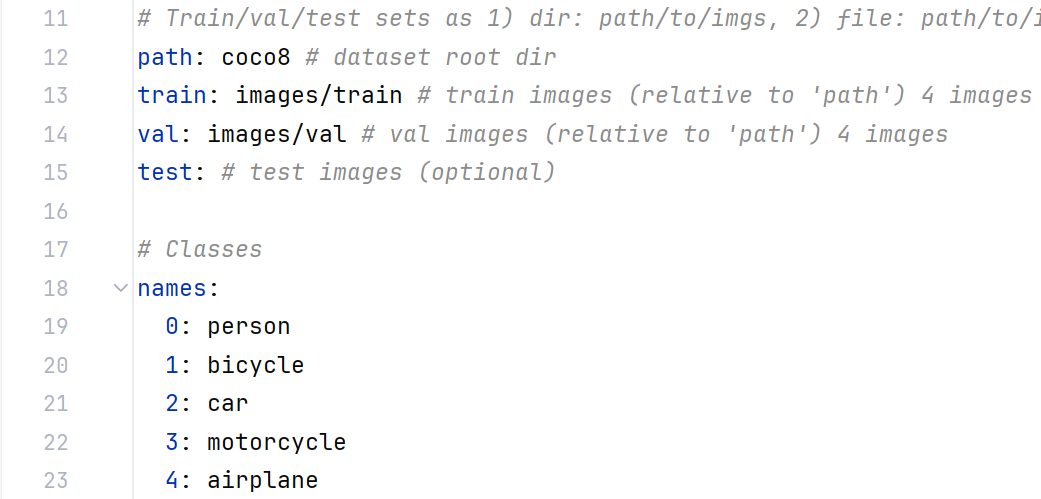 11 # Train/val/test sets as 1) dir: path/to/imgs, 2) file: path/to/i
12 path: coco8 # dataset root dir
13 train: images/train # train images (relative to 'path') 4 images
14 val: images/val # val images (relative to 'path') 4 images
15 test: # test images (optional)
16
17 # Classes
18 names:
19 0: person
20 1: bicycle
21 2: car
22 3: motorcycle
23 4: airplane